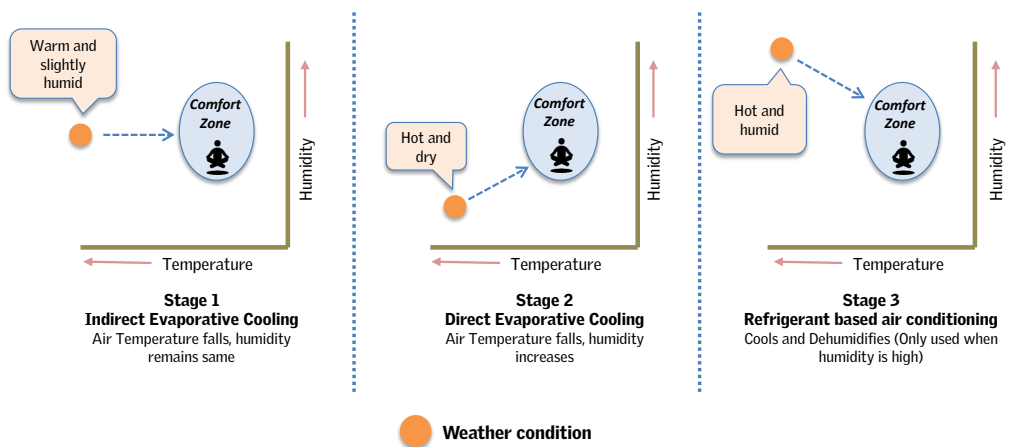 Warm and
slightly
humid
Comfort
Zone
Humidity
Temperature
Stage 1
Indirect Evaporative Cooling
Air Temperature falls, humidity
remains same
Hot and
dry
Comfort
Zone
Humidity
Temperature
Stage 2
Direct Evaporative Cooling
Air Temperature falls, humidity
increases
Hot and
humid
Comfort
Zone
Humidity
Temperature
Stage 3
Refrigerant based air conditioning
Cools and Dehumidifies (Only used when
humidity is high)
Weather condition